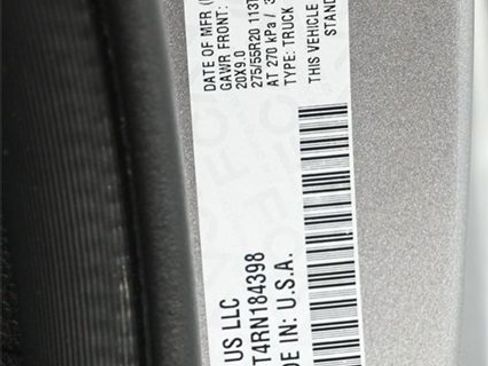 DATE OF MFR
GAWR FRONT:
20X9.0
275/55R20
AT 270 kPa /
TYPE: TRUCK
THIS VEHICLE
US LLC
T4RN184398
DE IN: U.S.A.